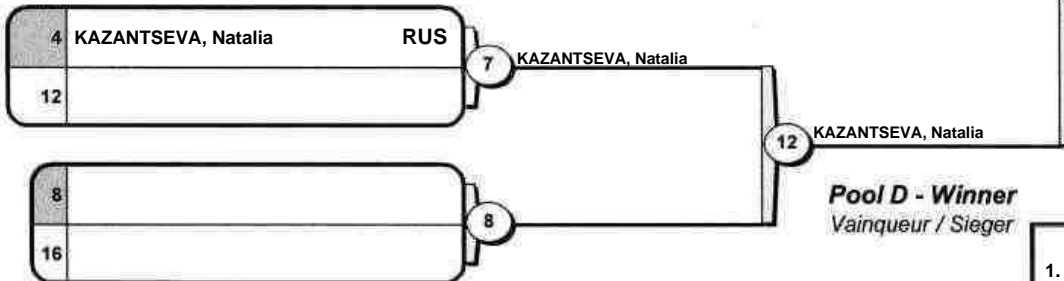 4 KAZANTSEVA, Natalia RUS
7 KAZANTSEVA, Natalia
12
12 KAZANTSEVA, Natalia
8
8
16
Pool D - Winner
Vainqueur / Sieger
1.